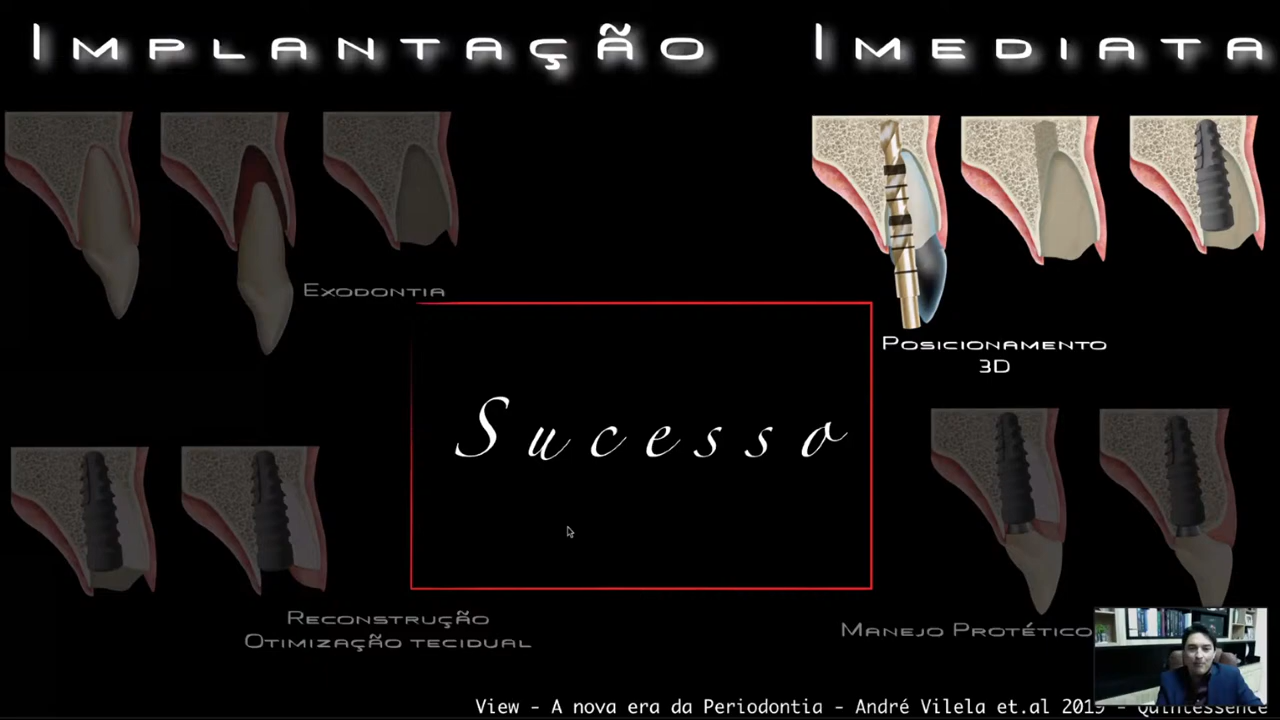 IMPLANTAÇÃO IMEDIATA
EXODONTIA
POSICIONAMENTO
3D
Sucesso
RECONSTRUÇÃO
OTIMIZAÇÃO TECIDUAL
MANEJO PROTÉTICO
View - A nova era da Periodontia - André Vilela et.al 2019 - Quintessence